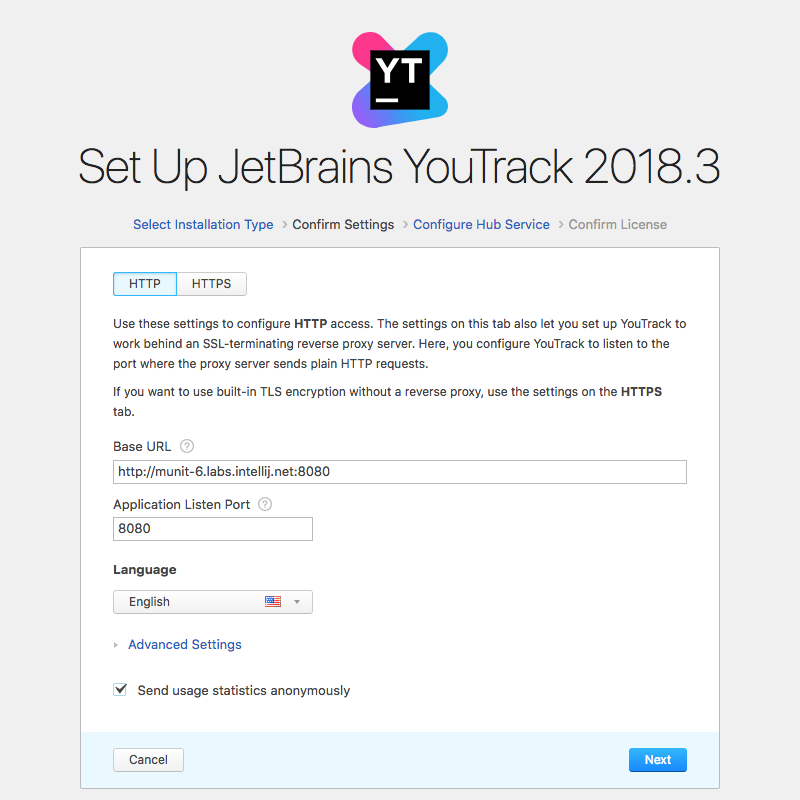 YT
Set Up JetBrains YouTrack 2018.3
Select Installation Type › Confirm Settings › Configure Hub Service › Confirm License
HTTP HTTPS
Use these settings to configure HTTP access. The settings on this tab also let you set up YouTrack to
work behind an SSL-terminating reverse proxy server. Here, you configure YouTrack to listen to the
port where the proxy server sends plain HTTP requests.
If you want to use built-in TLS encryption without a reverse proxy, use the settings on the HTTPS
tab.
Base URL ?
http://munit-6.labs.intellij.net:8080
Application Listen Port ?
8080
Language
English
Advanced Settings
Send usage statistics anonymously
Cancel Next